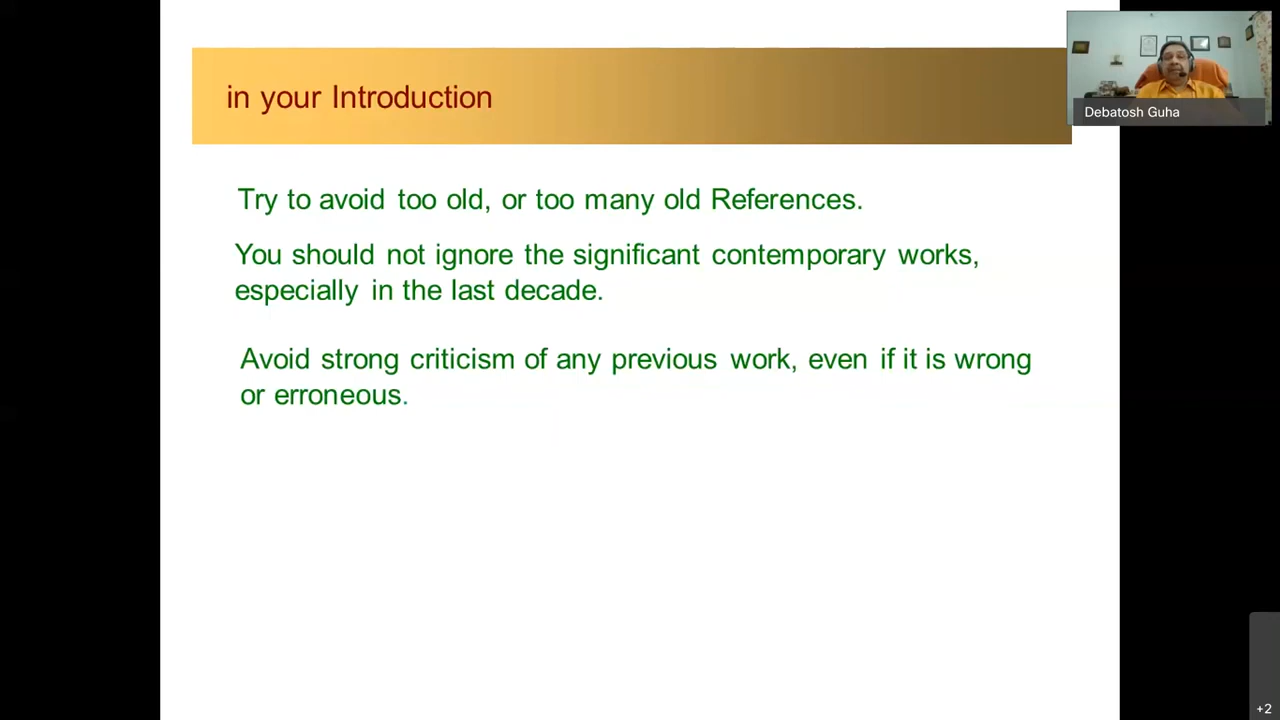 in your Introduction
Debatosh Guha
Try to avoid too old, or too many old References.
You should not ignore the significant contemporary works,
especially in the last decade.
Avoid strong criticism of any previous work, even if it is wrong
or erroneous.
+2